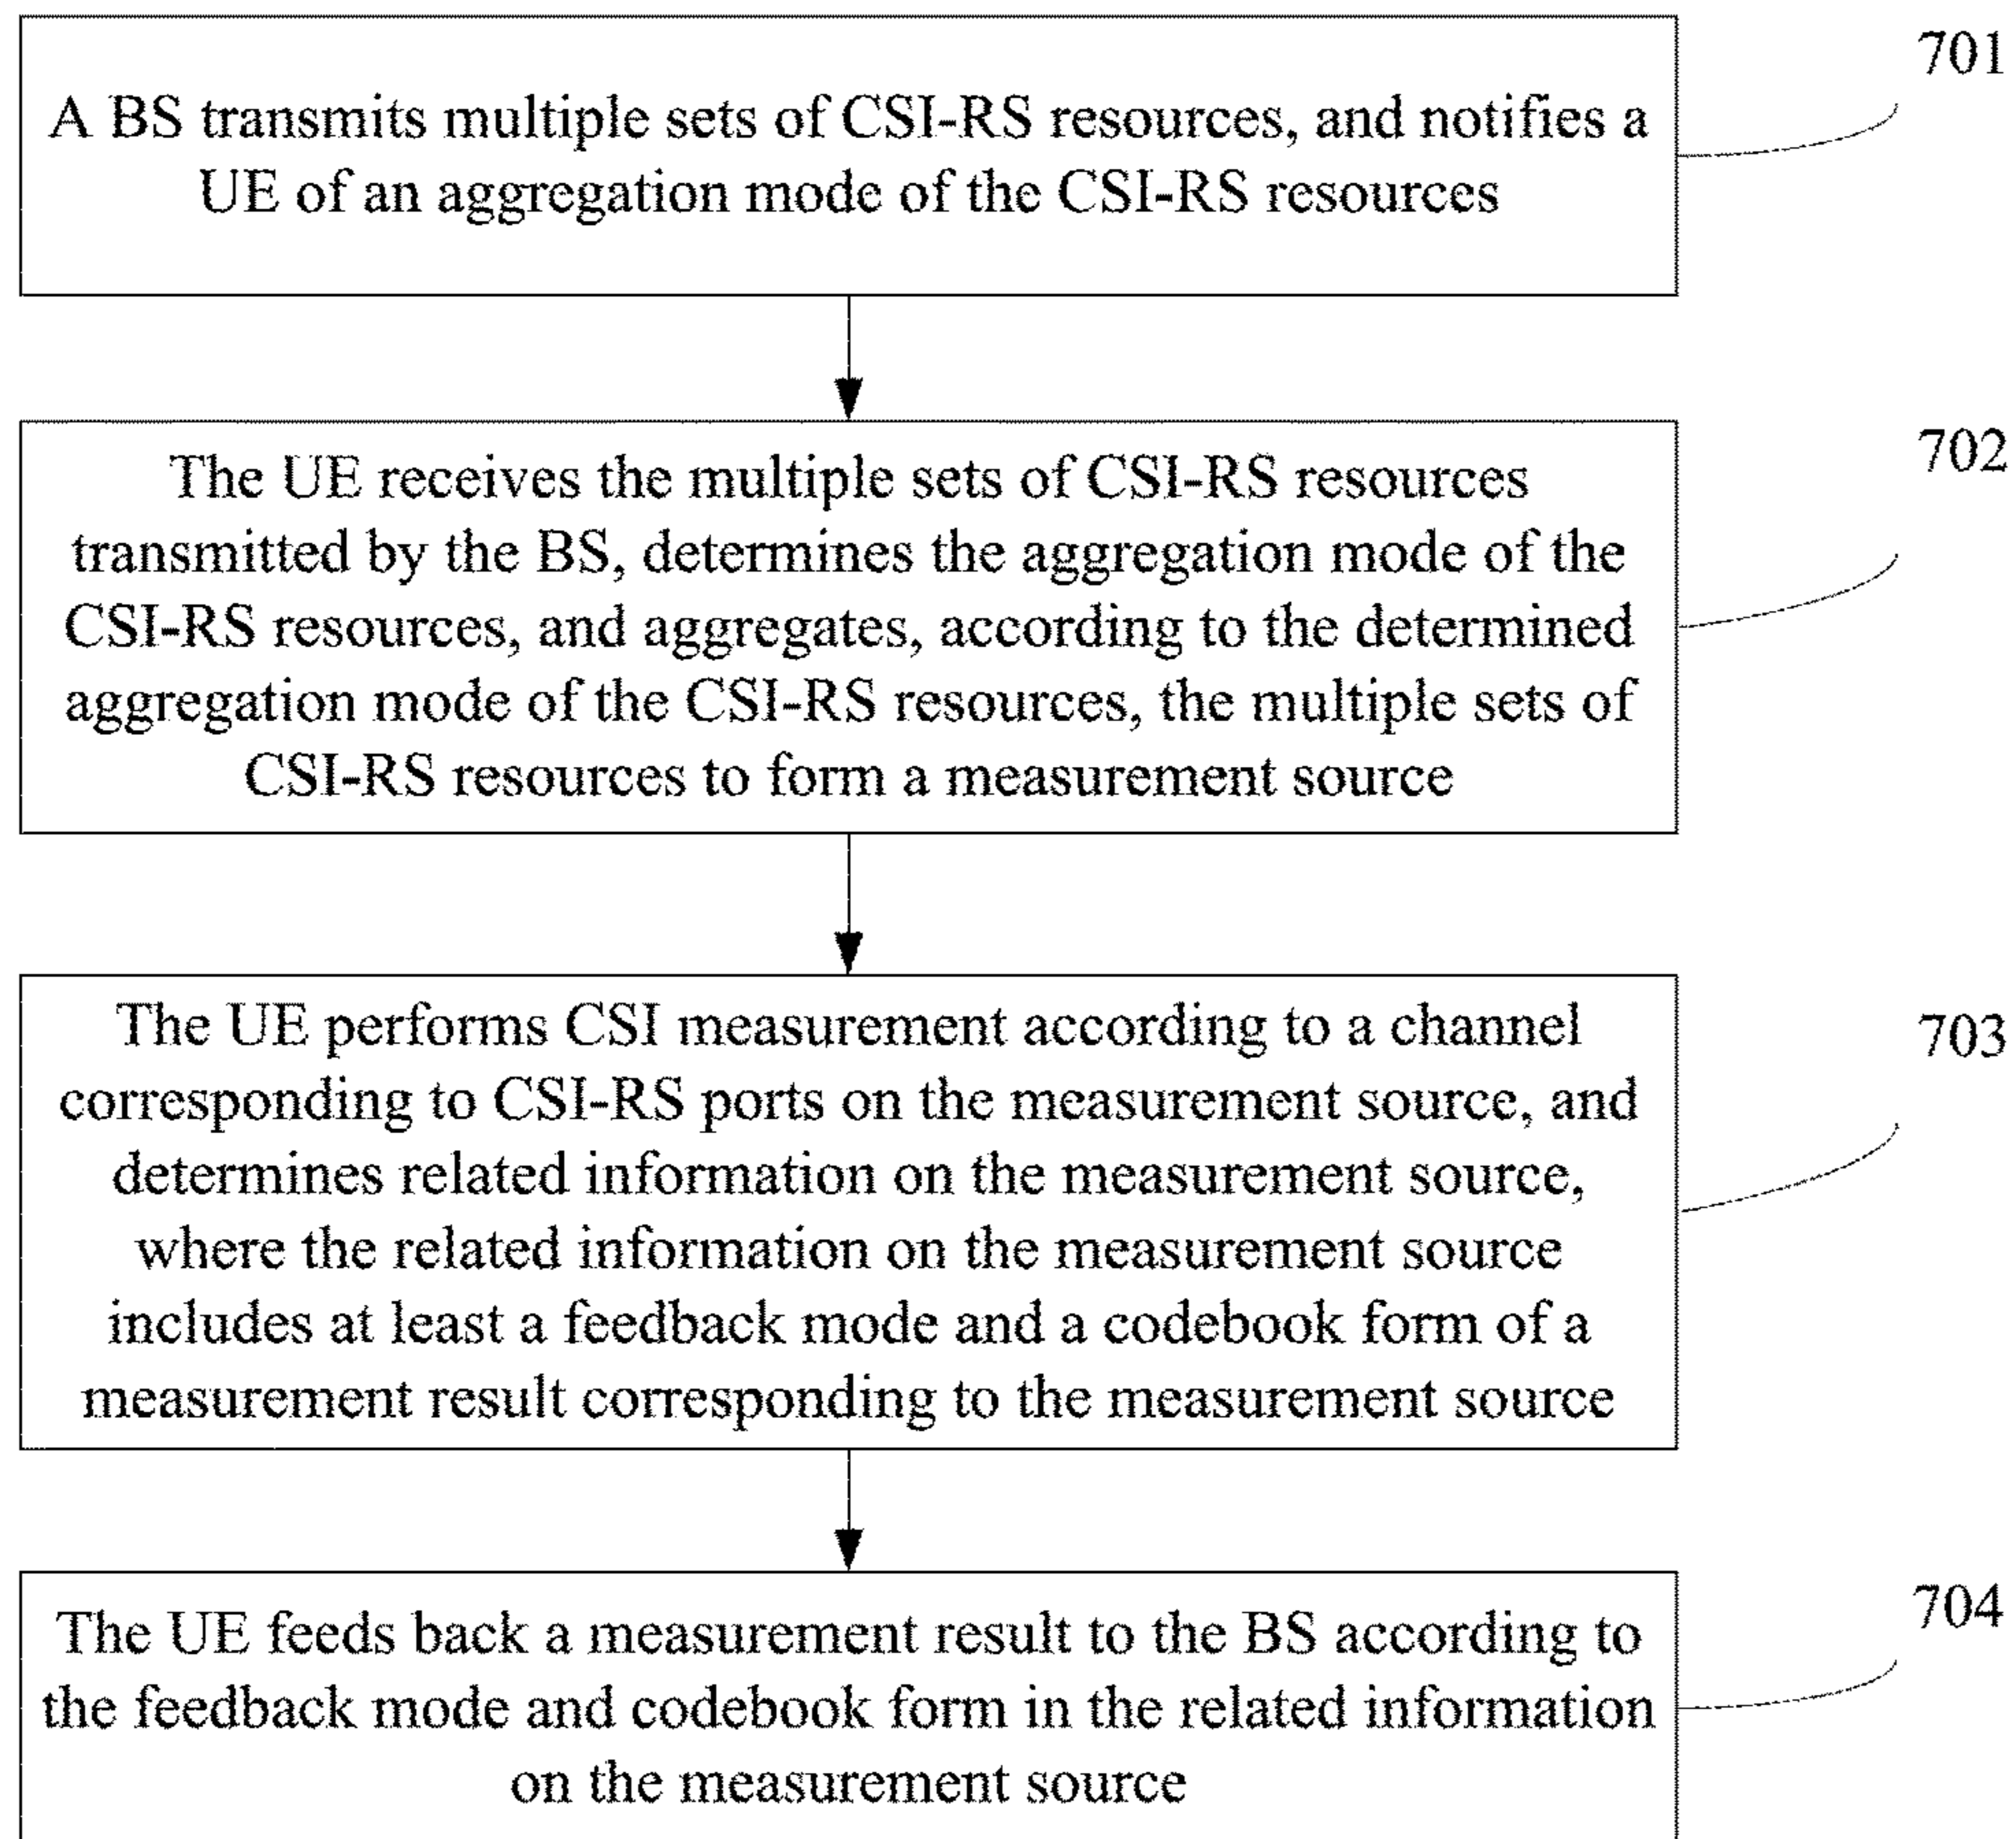 701
A BS transmits multiple sets of CSI-RS resources, and notifies a
UE of an aggregation mode of the CSI-RS resources
702
The UE receives the multiple sets of CSI-RS resources
transmitted by the BS, determines the aggregation mode of the
CSI-RS resources, and aggregates, according to the determined
aggregation mode of the CSI-RS resources, the multiple sets of
CSI-RS resources to form a measurement source
703
The UE performs CSI measurement according to a channel
corresponding to CSI-RS ports on the measurement source, and
determines related information on the measurement source,
where the related information on the measurement source
includes at least a feedback mode and a codebook form of a
measurement result corresponding to the measurement source
704
The UE feeds back a measurement result to the BS according to
the feedback mode and codebook form in the related information
on the measurement source